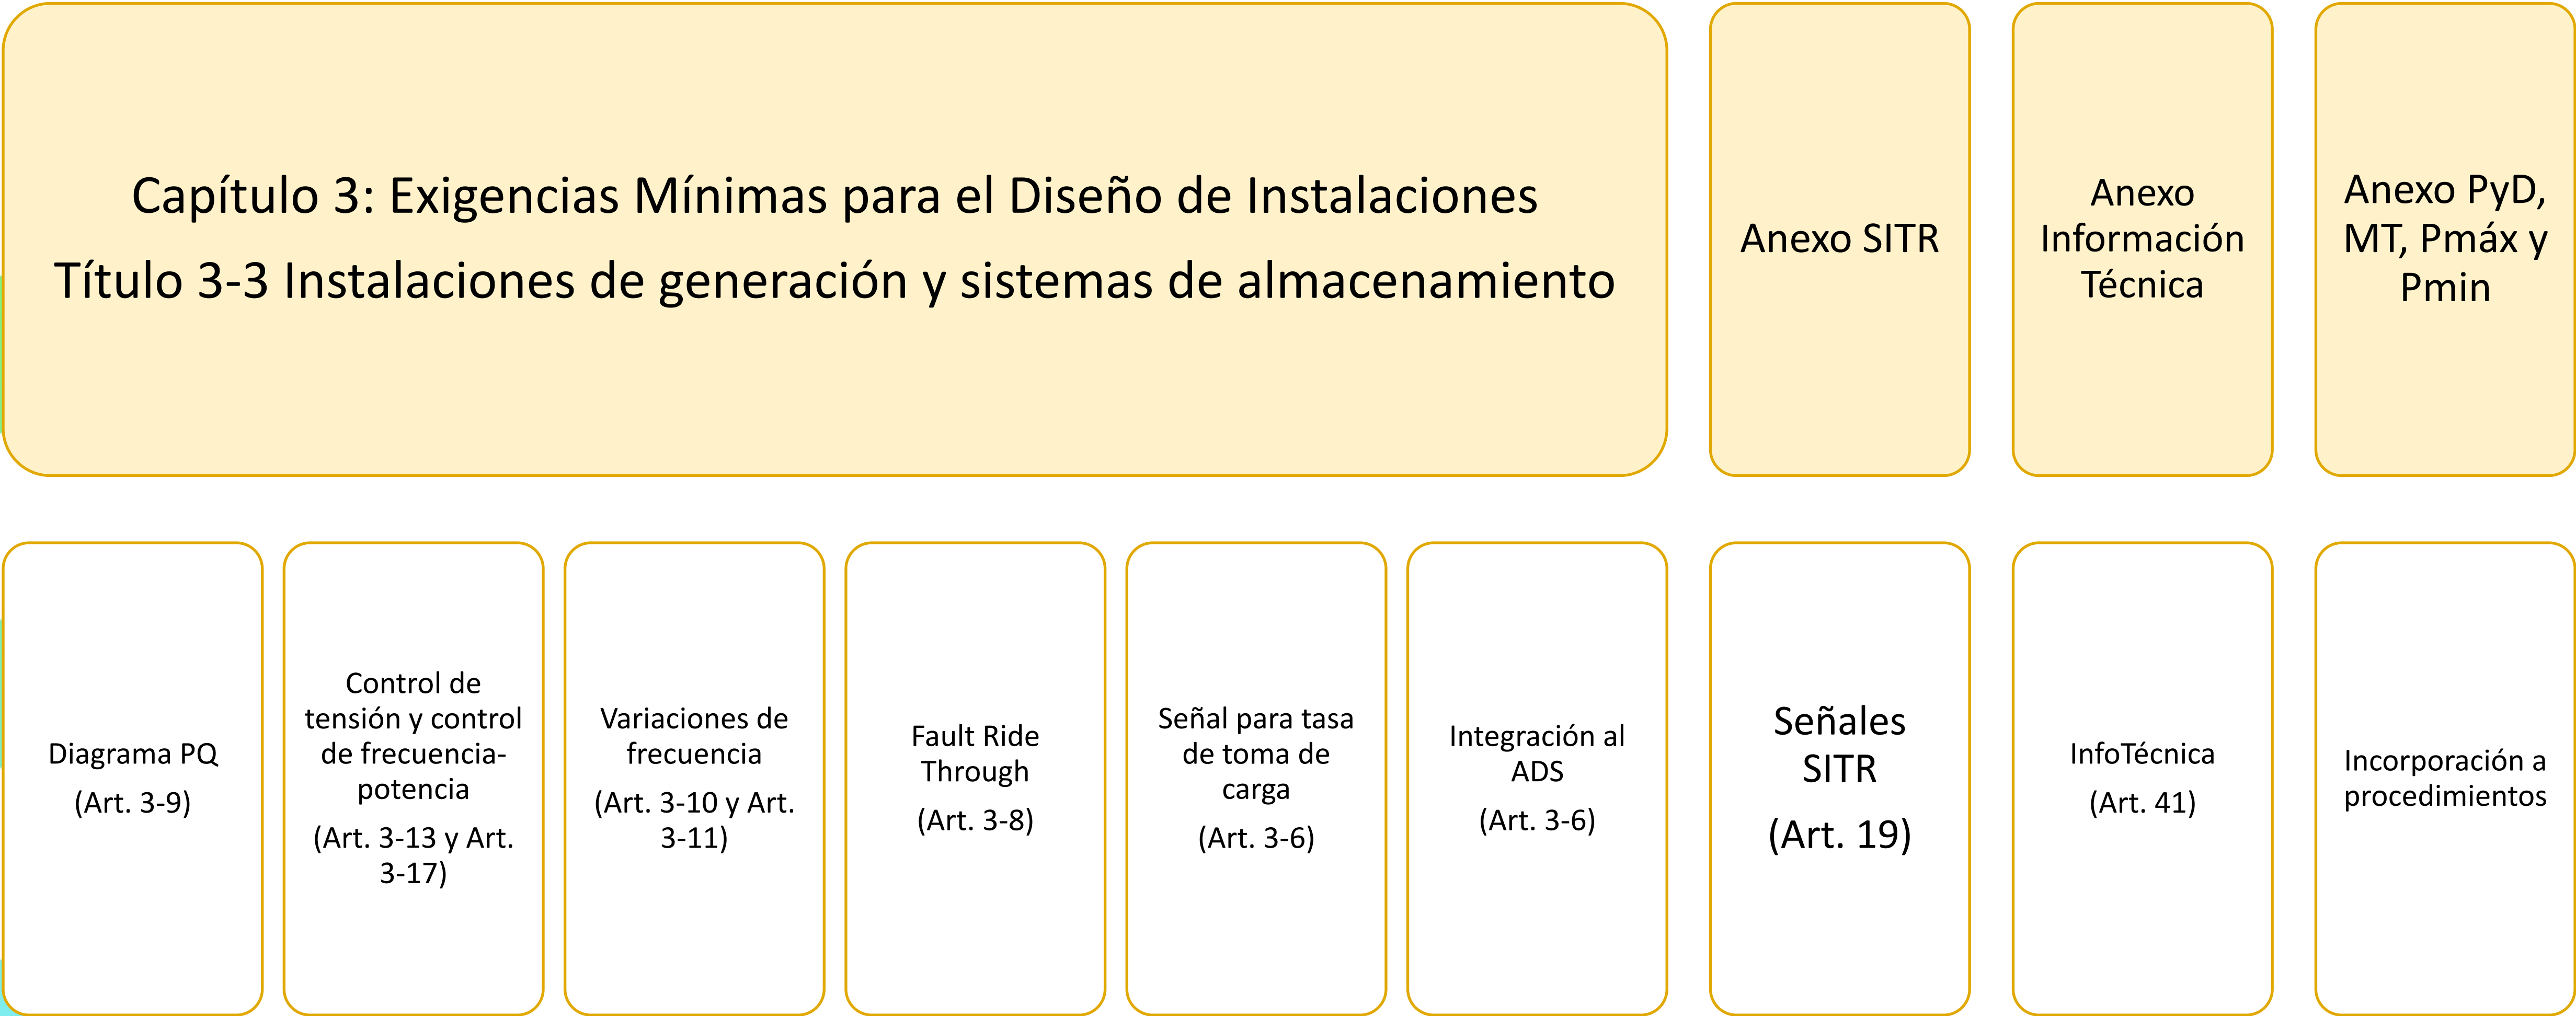 Capítulo 3: Exigencias Mínimas para el Diseño de Instalaciones
Título 3-3 Instalaciones de generación y sistemas de almacenamiento
Anexo SITR
Anexo
Información
Técnica
Anexo PyD,
MT, Pmáx y
Pmin
Diagrama PQ
(Art. 3-9)
Control de
tensión y control
de frecuencia-
potencia
(Art. 3-13 y Art.
3-17)
Variaciones de
frecuencia
(Art. 3-10 y Art.
3-11)
Fault Ride
Through
(Art. 3-8)
Señal para tasa
de toma de
carga
(Art. 3-6)
Integración al
ADS
(Art. 3-6)
Señales
SITR
(Art. 19)
InfoTécnica
(Art. 41)
Incorporación a
procedimientos